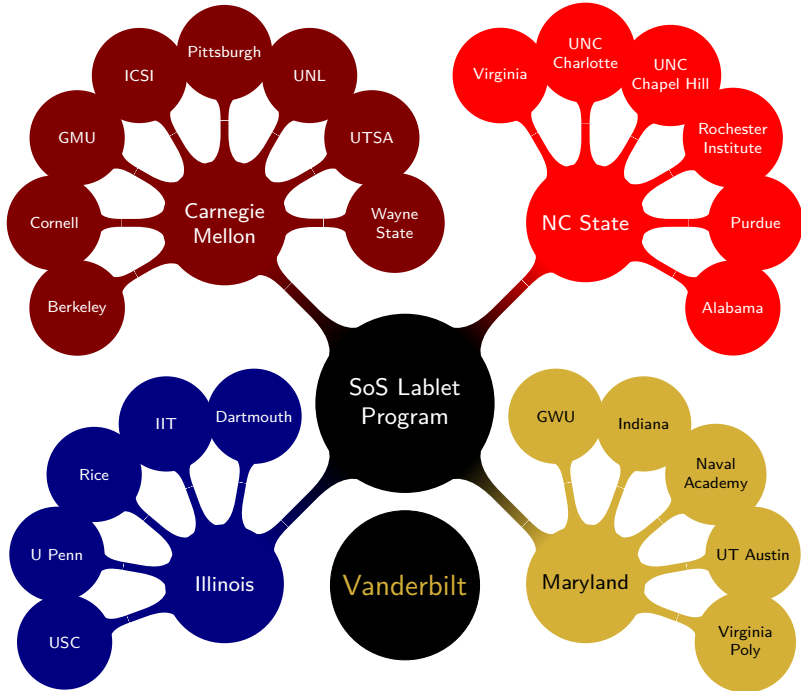 Pittsburgh
ICSI
UNL
GMU
UTSA
Cornell
Carnegie
Mellon
Wayne
State
Berkeley
UNC
Charlotte
Virginia
UNC
Chapel Hill
Rochester
Institute
NC State
Purdue
Alabama
SoS Lablet
Program
Dartmouth
IIT
Rice
U Penn
Illinois
USC
Vanderbilt
GWU
Indiana
Naval
Academy
UT Austin
Maryland
Virginia
Poly